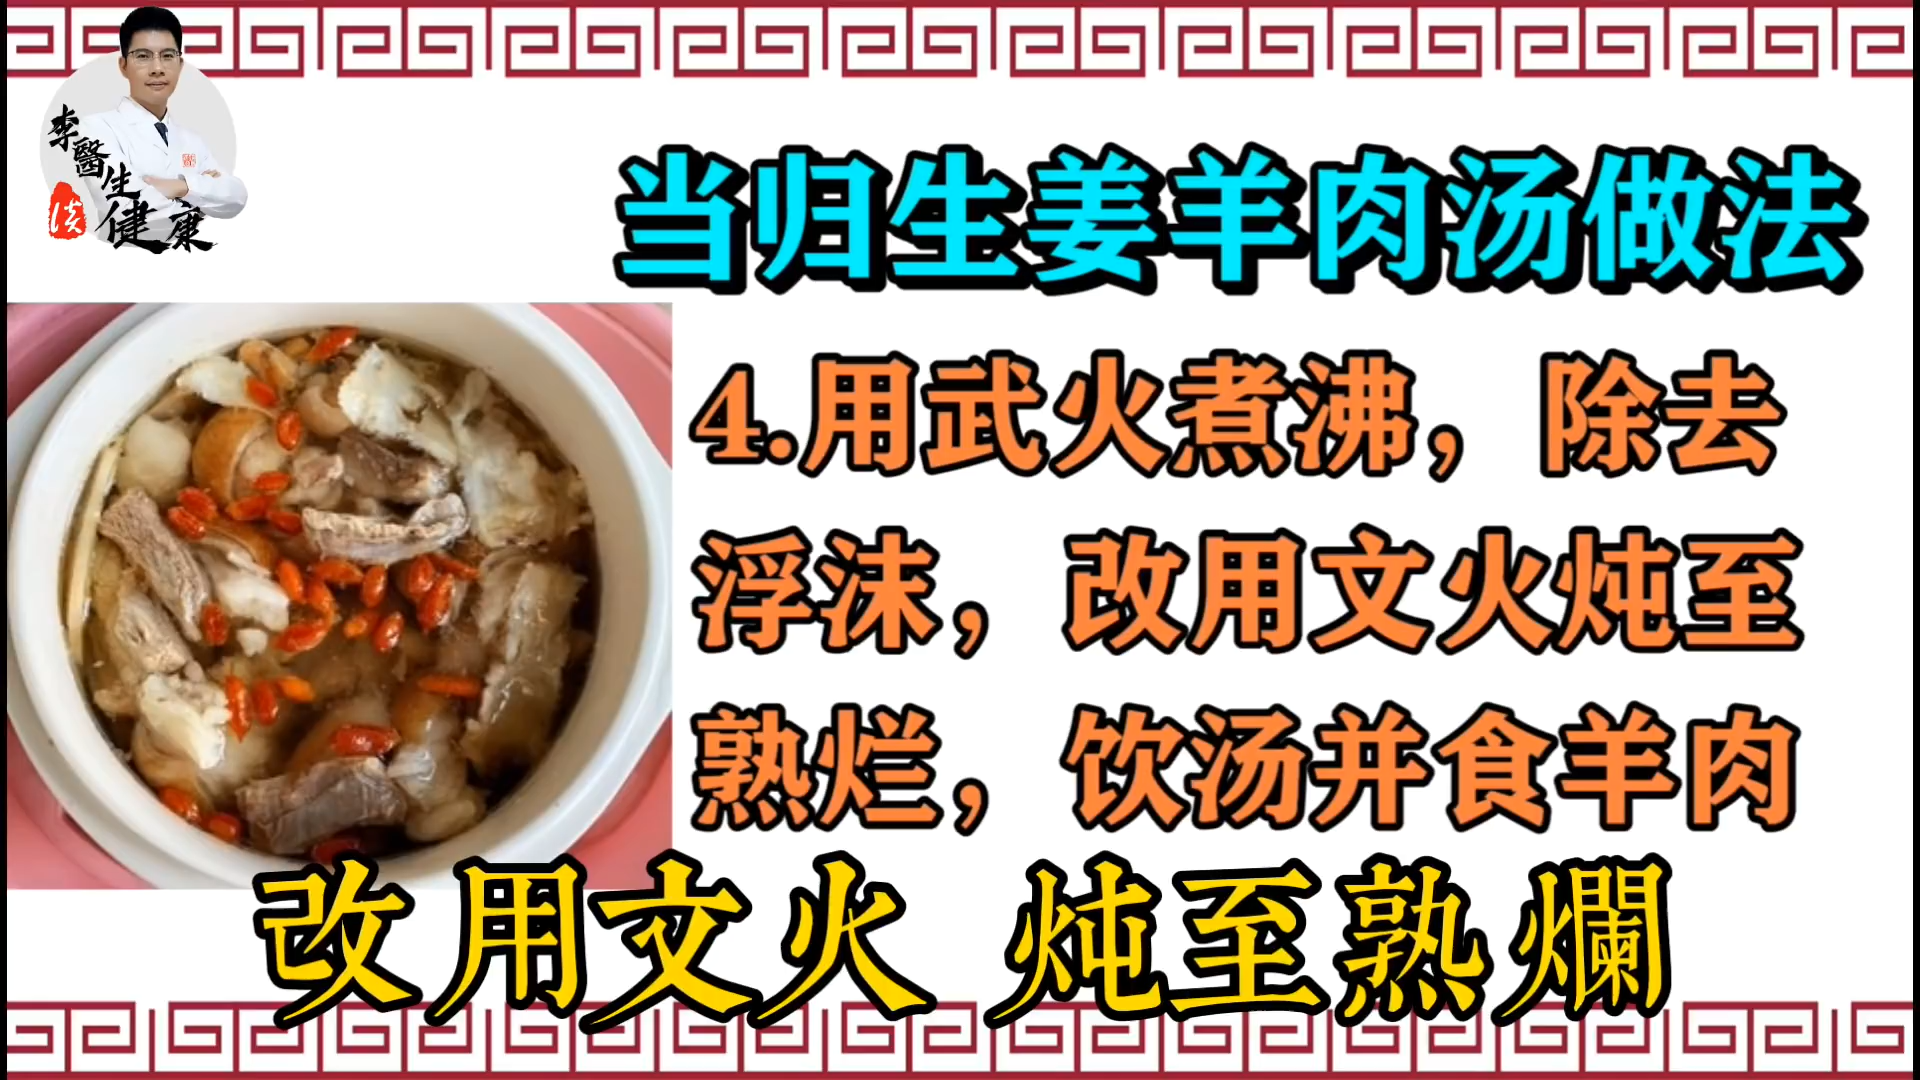 李醫生
谈
健康
当归生姜羊肉汤做法
4.用武火煮沸，除去
浮沫，改用文火炖至
熟烂，饮汤并食羊肉
改用文火 炖至熟爛